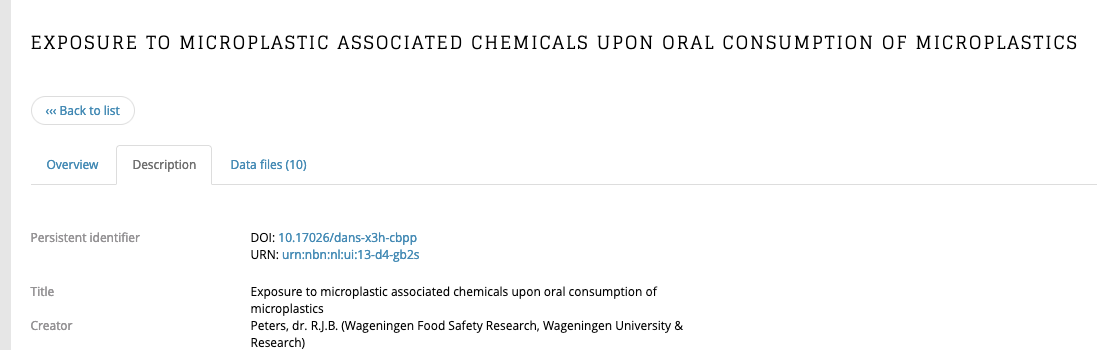 EXPOSURE TO MICROPLASTIC ASSOCIATED CHEMICALS UPON ORAL CONSUMPTION OF MICROPLASTICS
‹‹‹ Back to list
Overview Description Data files (10)
Persistent identifier DOI: 10.17026/dans-x3h-cbpp
URN: urn:nbn:nl:ui:13-d4-gb2s
Title Exposure to microplastic associated chemicals upon oral consumption of
microplastics
Creator Peters, dr. R.J.B. (Wageningen Food Safety Research, Wageningen University &
Research)